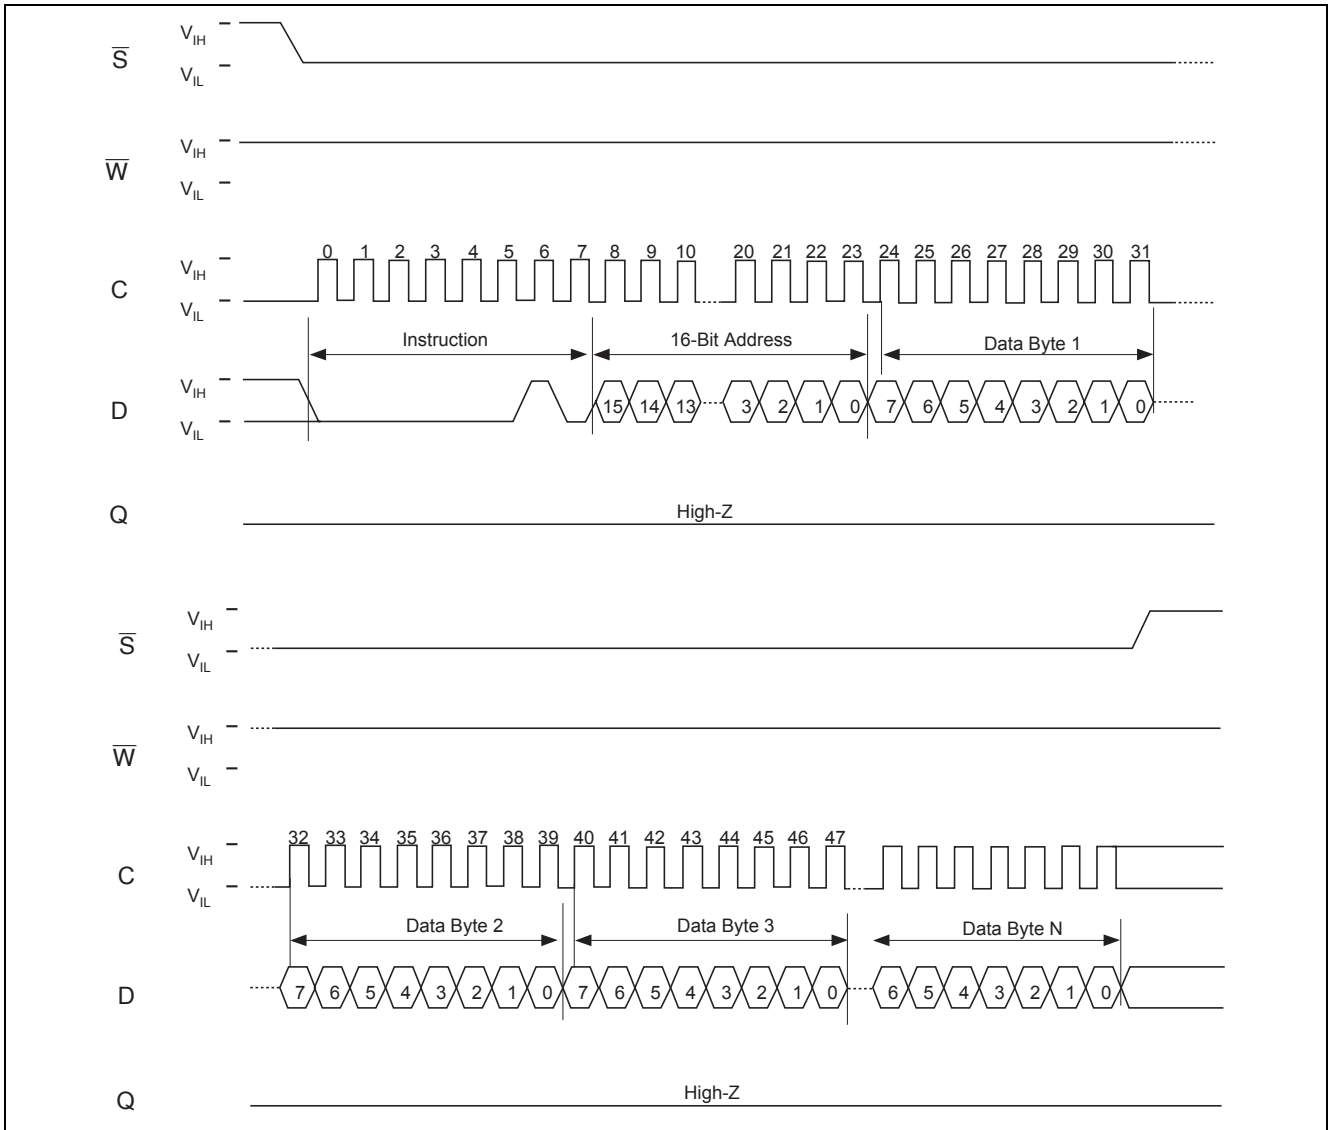 S̅ V_IH
V_IL
W̅ V_IH
V_IL
0 1 2 3 4 5 6 7 8 9 10 20 21 22 23 24 25 26 27 28 29 30 31
C V_IH
V_IL
Instruction 16-Bit Address Data Byte 1
D V_IH
V_IL
15 14 13 3 2 1 0 7 6 5 4 3 2 1 0
Q High-Z
S̅ V_IH
V_IL
W̅ V_IH
V_IL
32 33 34 35 36 37 38 39 40 41 42 43 44 45 46 47
C V_IH
V_IL
Data Byte 2 Data Byte 3 Data Byte N
D 7 6 5 4 3 2 1 0 7 6 5 4 3 2 1 0 6 5 4 3 2 1 0
Q High-Z